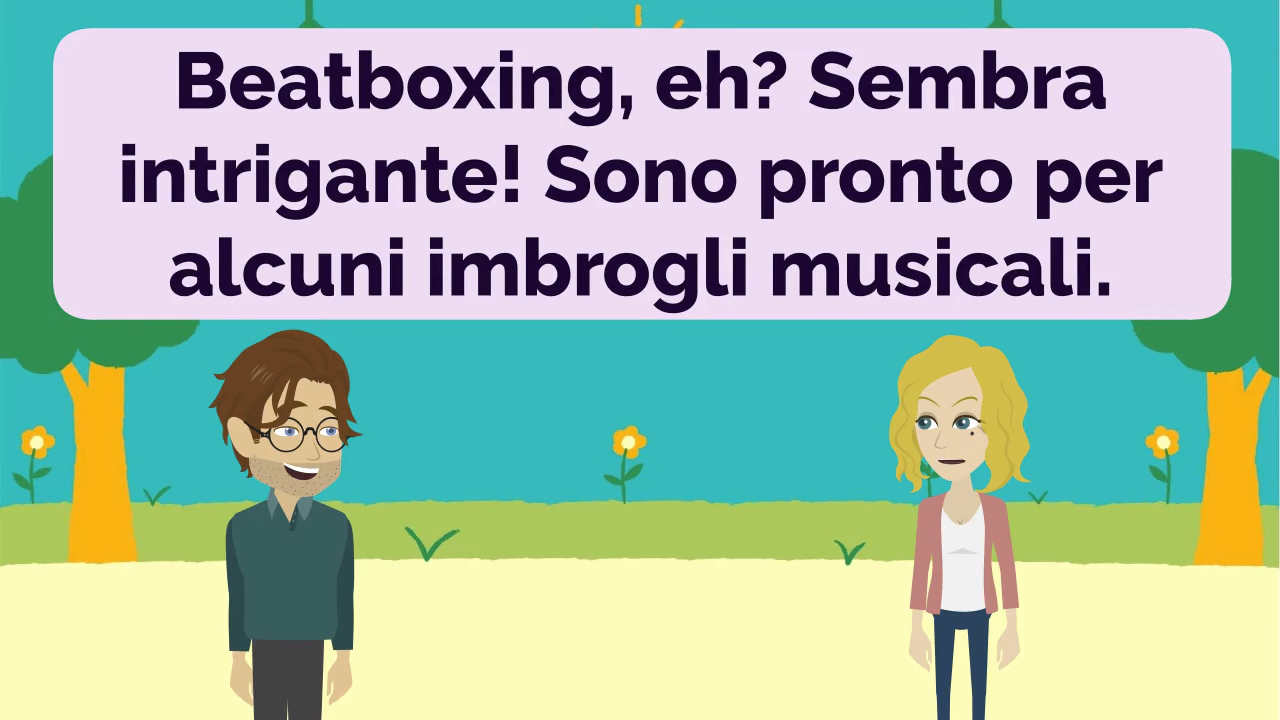 Beatboxing, eh? Sembra
intrigante! Sono pronto per
alcuni imbrogli musicali.